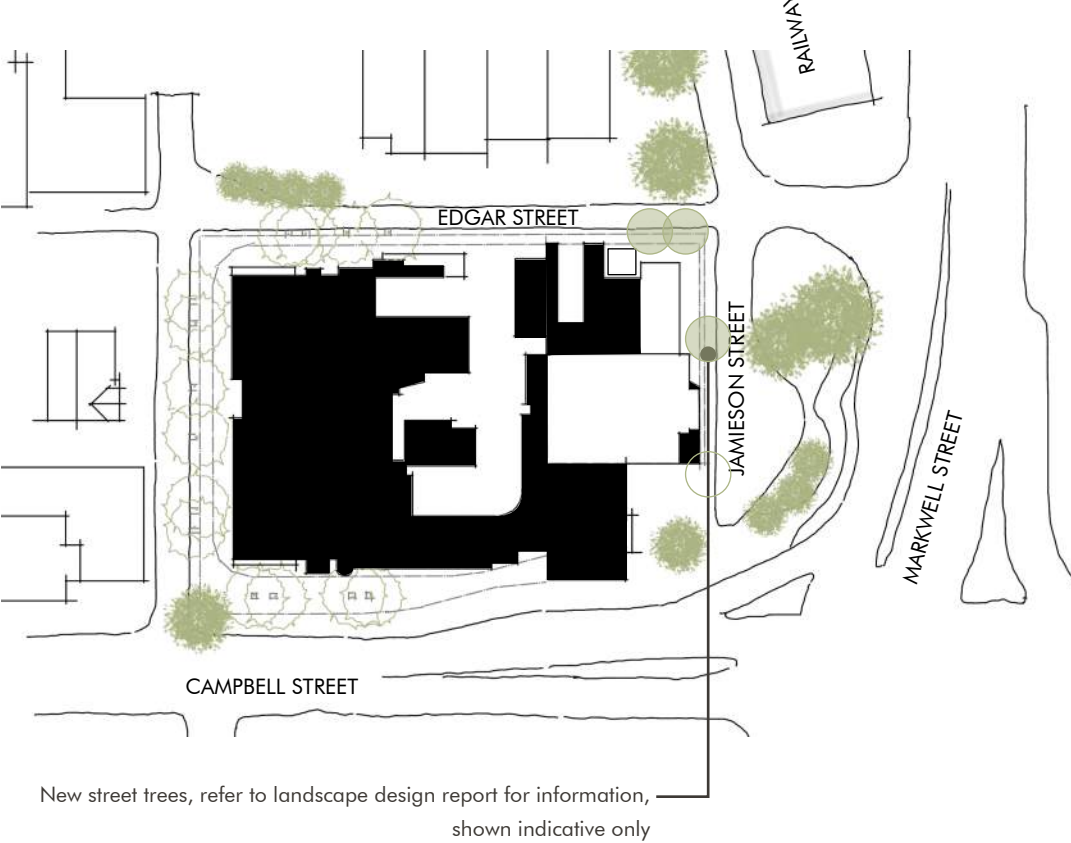 RAILWAY
EDGAR STREET
JAMIESON STREET
MARKWELL STREET
CAMPBELL STREET
New street trees, refer to landscape design report for information,
shown indicative only